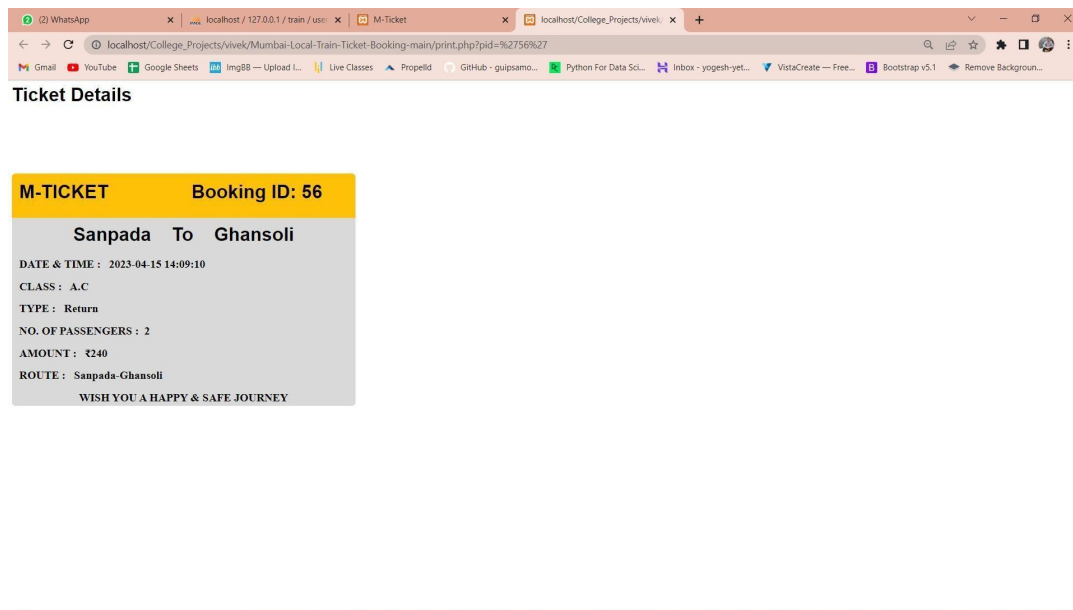 (2) WhatsApp
localhost / 127.0.0.1 / train / use
M-Ticket
localhost/College_Projects/vivek/
localhost/College_Projects/vivek/Mumbai-Local-Train-Ticket-Booking-main/print.php?pid=%2756%27
Gmail YouTube Google Sheets ImgBB — Upload I... Live Classes Propelld GitHub - guipsamo... Python For Data Sci... Inbox - yogesh-yet... VistaCreate — Free... Bootstrap v5.1 Remove Backgroun...
Ticket Details
M-TICKET Booking ID: 56
Sanpada To Ghansoli
DATE & TIME : 2023-04-15 14:09:10
CLASS : A.C
TYPE : Return
NO. OF PASSENGERS : 2
AMOUNT : ₹240
ROUTE : Sanpada-Ghansoli
WISH YOU A HAPPY & SAFE JOURNEY